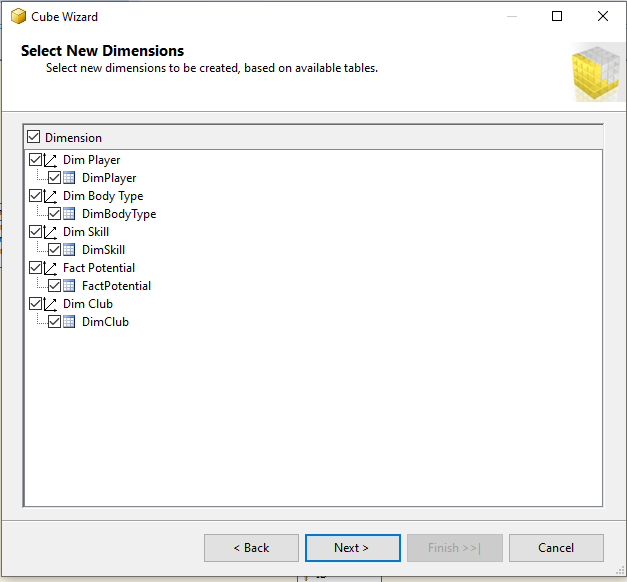 Cube Wizard
Select New Dimensions
Select new dimensions to be created, based on available tables.
Dimension
Dim Player
DimPlayer
Dim Body Type
DimBodyType
Dim Skill
DimSkill
Fact Potential
FactPotential
Dim Club
DimClub
< Back
Next >
Finish >>|
Cancel